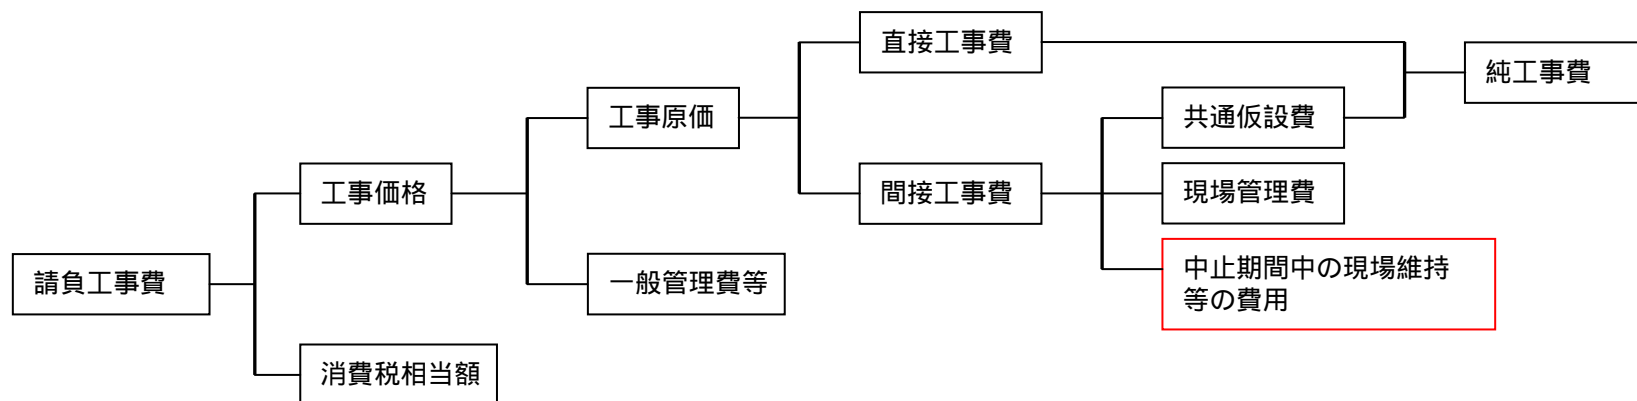 直接工事費
純工事費
工事原価
共通仮設費
工事価格
間接工事費
現場管理費
請負工事費
一般管理費等
中止期間中の現場維持
等の費用
消費税相当額